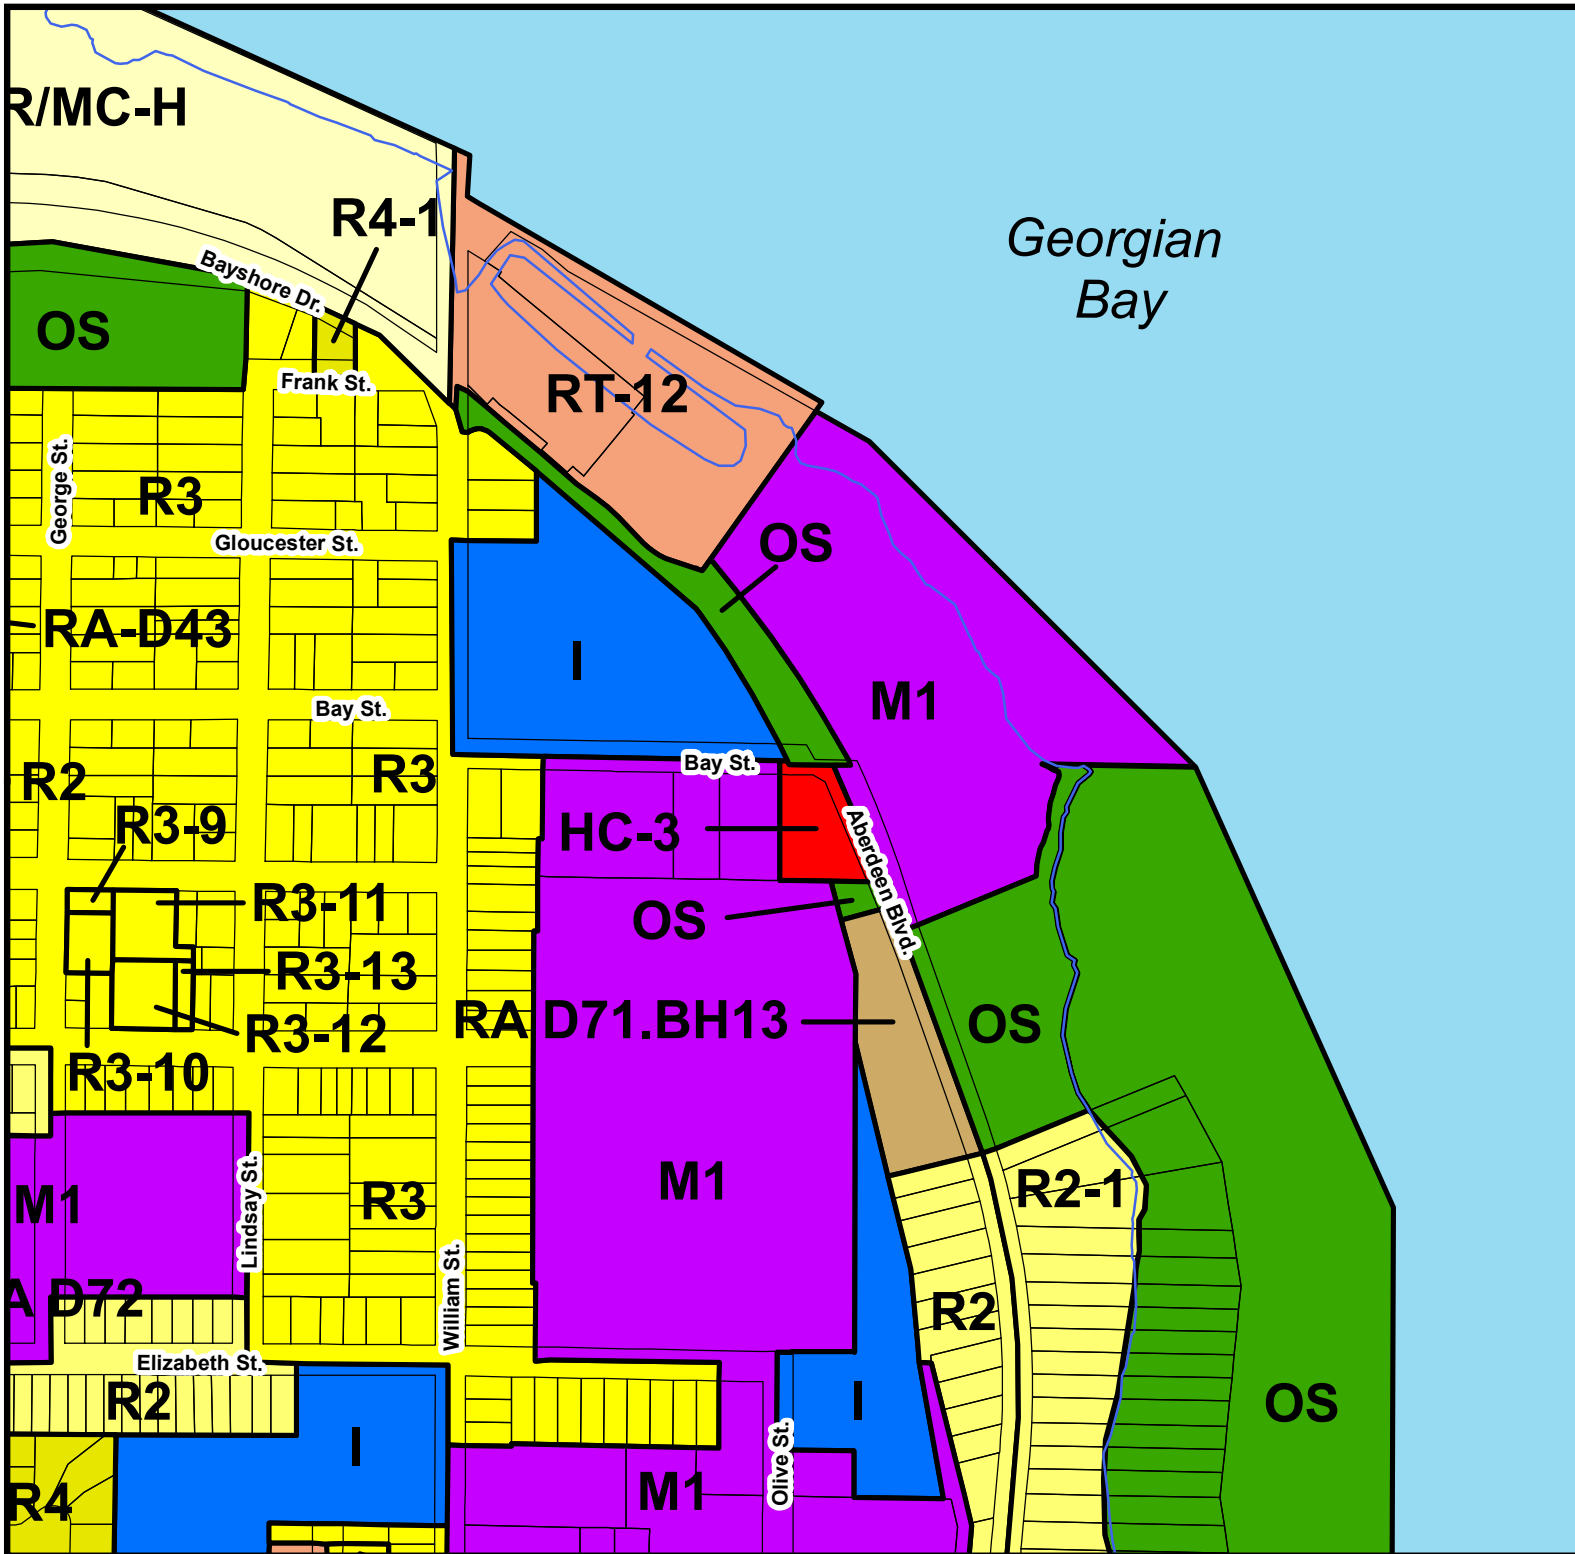 R/MC-H
R4-1
Georgian
Bay
Bayshore Dr.
OS
Frank St.
RT-12
George St.
R3
Gloucester St.
OS
RA-D43
I
M1
Bay St.
Bay St.
R2
R3
R3-9
HC-3
Aberdeen Blvd.
R3-11
OS
R3-13
RA D71.BH13
R3-12
OS
R3-10
M1
R2-1
M1
Lindsay St.
R3
William St.
A D72
R2
Elizabeth St.
R2
I
OS
I
Olive St.
R4
M1